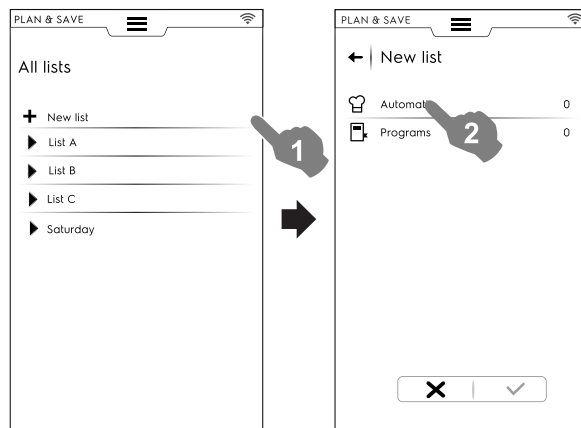 PLAN & SAVE
All lists
New list
List A
List B
List C
Saturday
1
PLAN & SAVE
New list
Automat 0
Programs 0
2